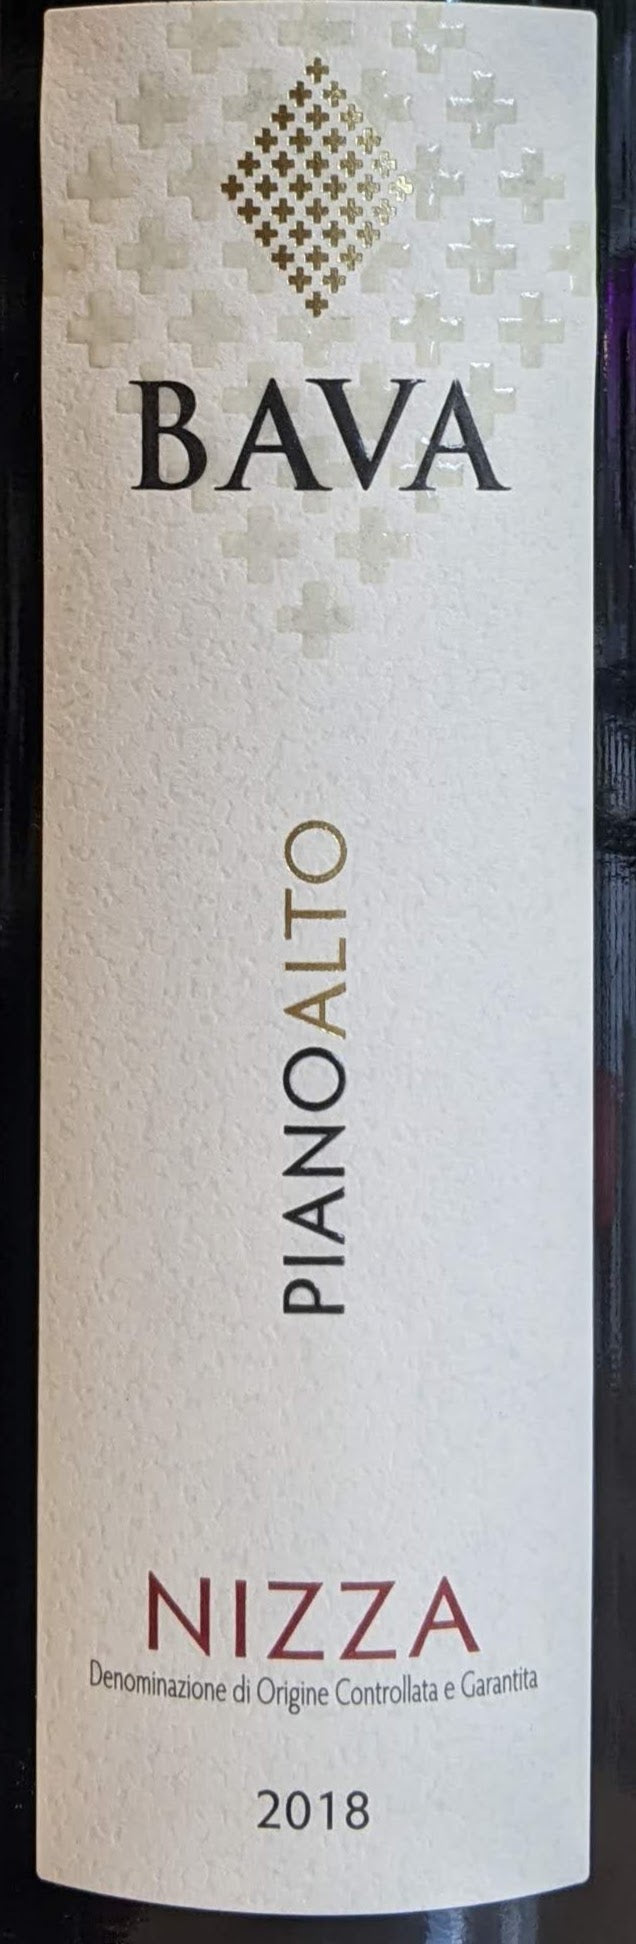 BAVA
PIANOALTO
NIZZA
Denominazione di Origine Controllata e Garantita
2018